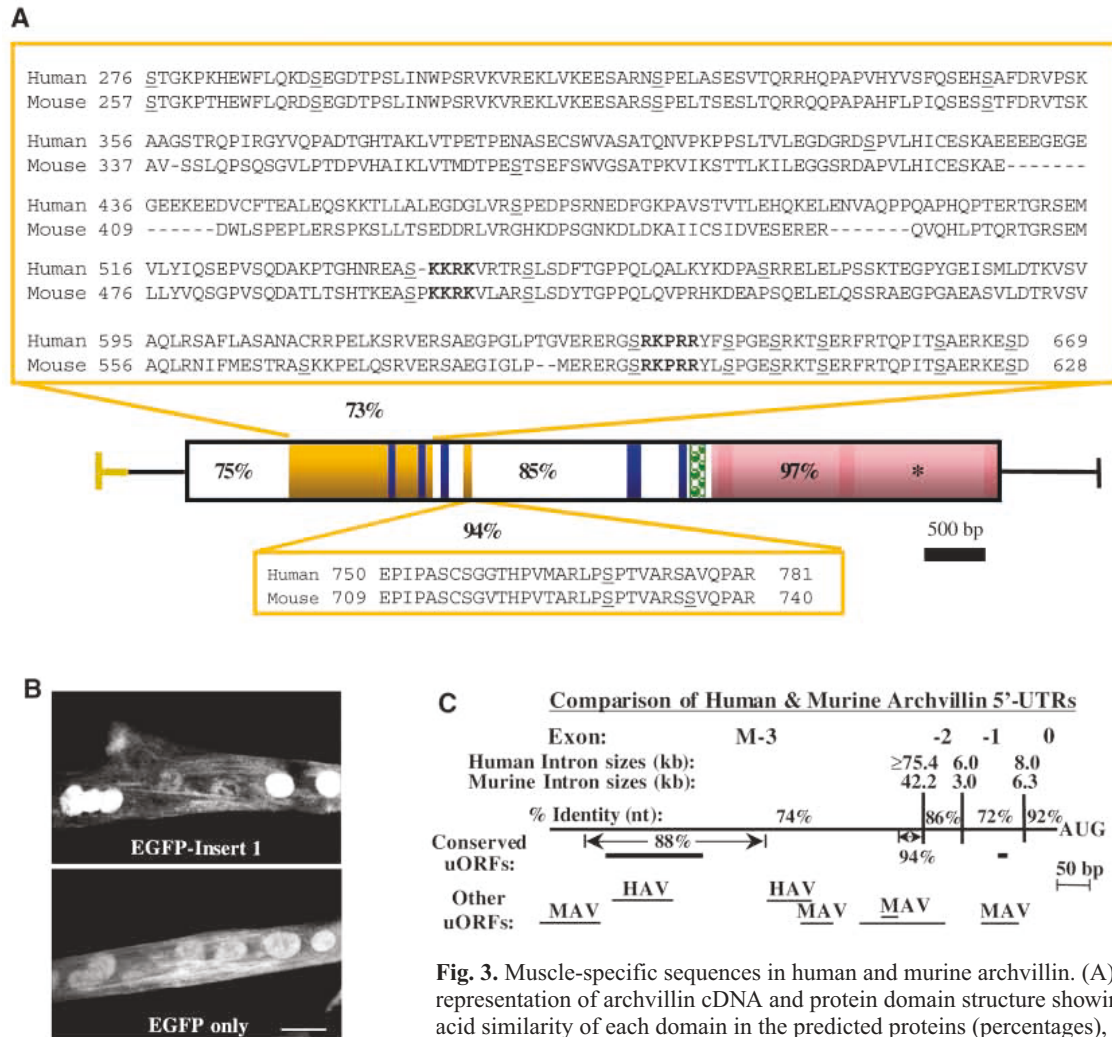 A
Human 276 STGKPKHEWFLQKDSEGDTPSLINWPSRVKVREKLVKEESARNSPELASESVTQRRHQPAPVHYVSFQSEHSAFDRVPSK
Mouse 257 STGKPTHEWFLQRDSEGDTPSLINWPSRVKVREKLVKEESARSSPELTSESLTQRRQQPAPAHFLPIQSESSTFDRVTSK
Human 356 AAGSTRQPIRGYVQPADTGHTAKLVTPETPENASECSWVASATQNVPKPPSLTVLEGDGRDSPVLHICESKAEEEEGEGE
Mouse 337 AV-SSLQPSQSGVLPTDPVHAIKLVTMDTPESTSEFSWVGSATPKVIKSTTLKILEGGSRDAPVLHICESKAE-------
Human 436 GEEKEEDVCFTEALEQSKKTLLALEGDGLVRSPEDPSRNEDFGKPAVSTVTLEHQKELENVAQPPQAPHQPTERTGRSEM
Mouse 409 ------DWLSPEPLERSPKSLLTSEDDRLVRGHKDPSGNKDLDKAIICSIDVESERER-------QVQHLPTQRTGRSEM
Human 516 VLYIQSEPVSQDAKPTGHNREAS-KKRKVRTRSLSDFTGPPQLQALKYKDPASRRELELPSSKTEGPYGEISMLDTKVSV
Mouse 476 LLYVQSGPVSQDATLTSHTKEASPKKRKVLARSLSDYTGPPQLQVPRHKDEAPSQELELQSSRAEGPGAEASVLDTRVSV
Human 595 AQLRSAFLASANACRRPELKSRVERSAEGPGLPTGVERERGSRKPRRYFSPGESRKTSERFRTQPITSAERKESD 669
Mouse 556 AQLRNIFMESTRASKKPELQSRVERSAEGIGLP--MERERGSRKPRRYLSPGESRKTSERFRTQPITSAERKESD 628
73%
75% 85% 97% *
500 bp
94%
Human 750 EPIPASCSGGTHPVMARLPSPTVARSAVQPAR 781
Mouse 709 EPIPASCSGVTHPVTARLPSPTVARSSVQPAR 740
B
EGFP-Insert 1
EGFP only
C
Comparison of Human & Murine Archvillin 5'-UTRs
Exon: M-3 -2 -1 0
Human Intron sizes (kb): ≥75.4 6.0 8.0
Murine Intron sizes (kb): 42.2 3.0 6.3
% Identity (nt): 74% 86% 72% 92% AUG
Conserved uORFs: 88% 94%
50 bp
Other uORFs: MAV HAV HAV MAV MAV MAV
Fig. 3. Muscle-specific sequences in human and murine archvillin. (A)
representation of archvillin cDNA and protein domain structure showin
acid similarity of each domain in the predicted proteins (percentages),